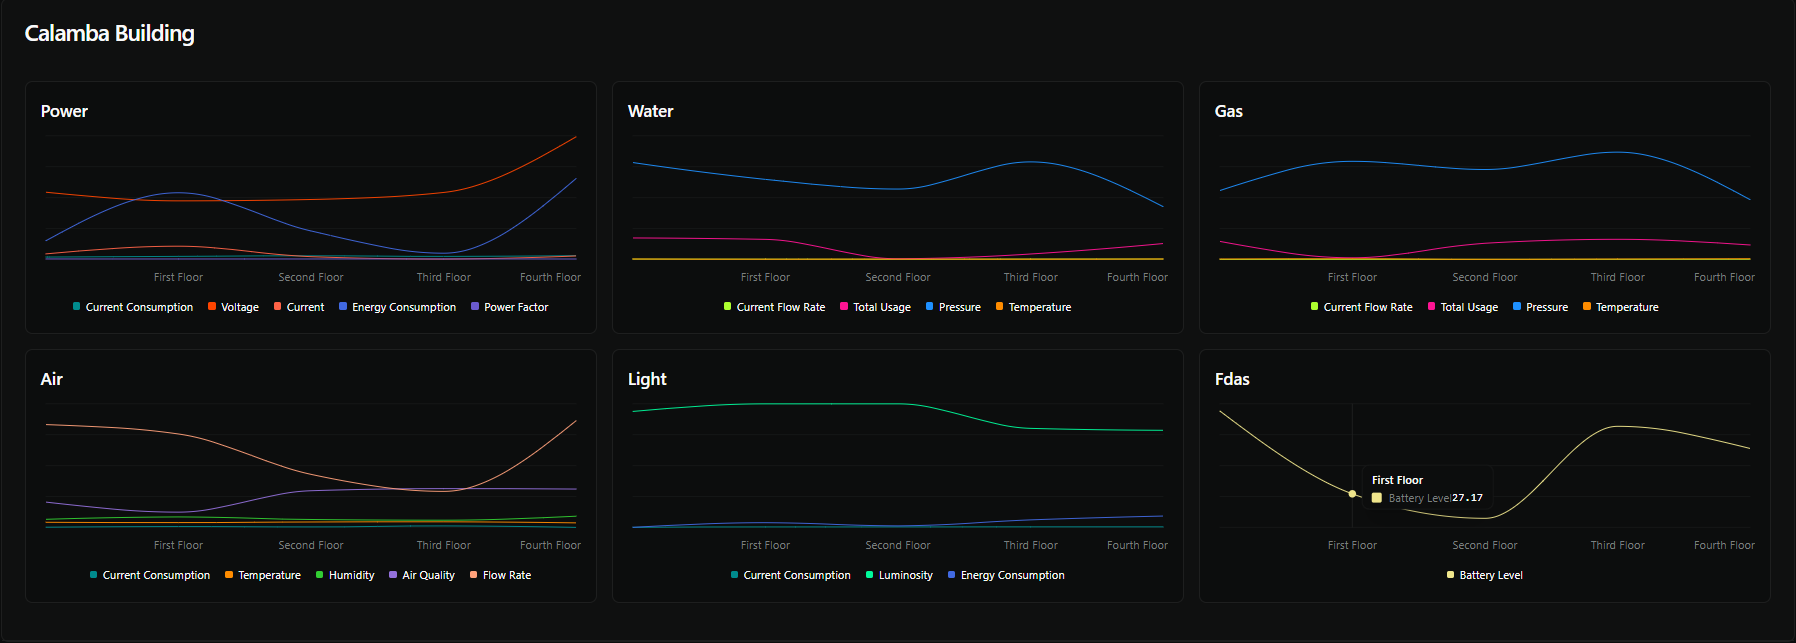 Calamba Building
Power
First Floor Second Floor Third Floor Fourth Floor
Current Consumption Voltage Current Energy Consumption Power Factor
Water
First Floor Second Floor Third Floor Fourth Floor
Current Flow Rate Total Usage Pressure Temperature
Gas
First Floor Second Floor Third Floor Fourth Floor
Current Flow Rate Total Usage Pressure Temperature
Air
First Floor Second Floor Third Floor Fourth Floor
Current Consumption Temperature Humidity Air Quality Flow Rate
Light
First Floor Second Floor Third Floor Fourth Floor
Current Consumption Luminosity Energy Consumption
Fdas
First Floor
Battery Level27.17
First Floor Second Floor Third Floor Fourth Floor
Battery Level